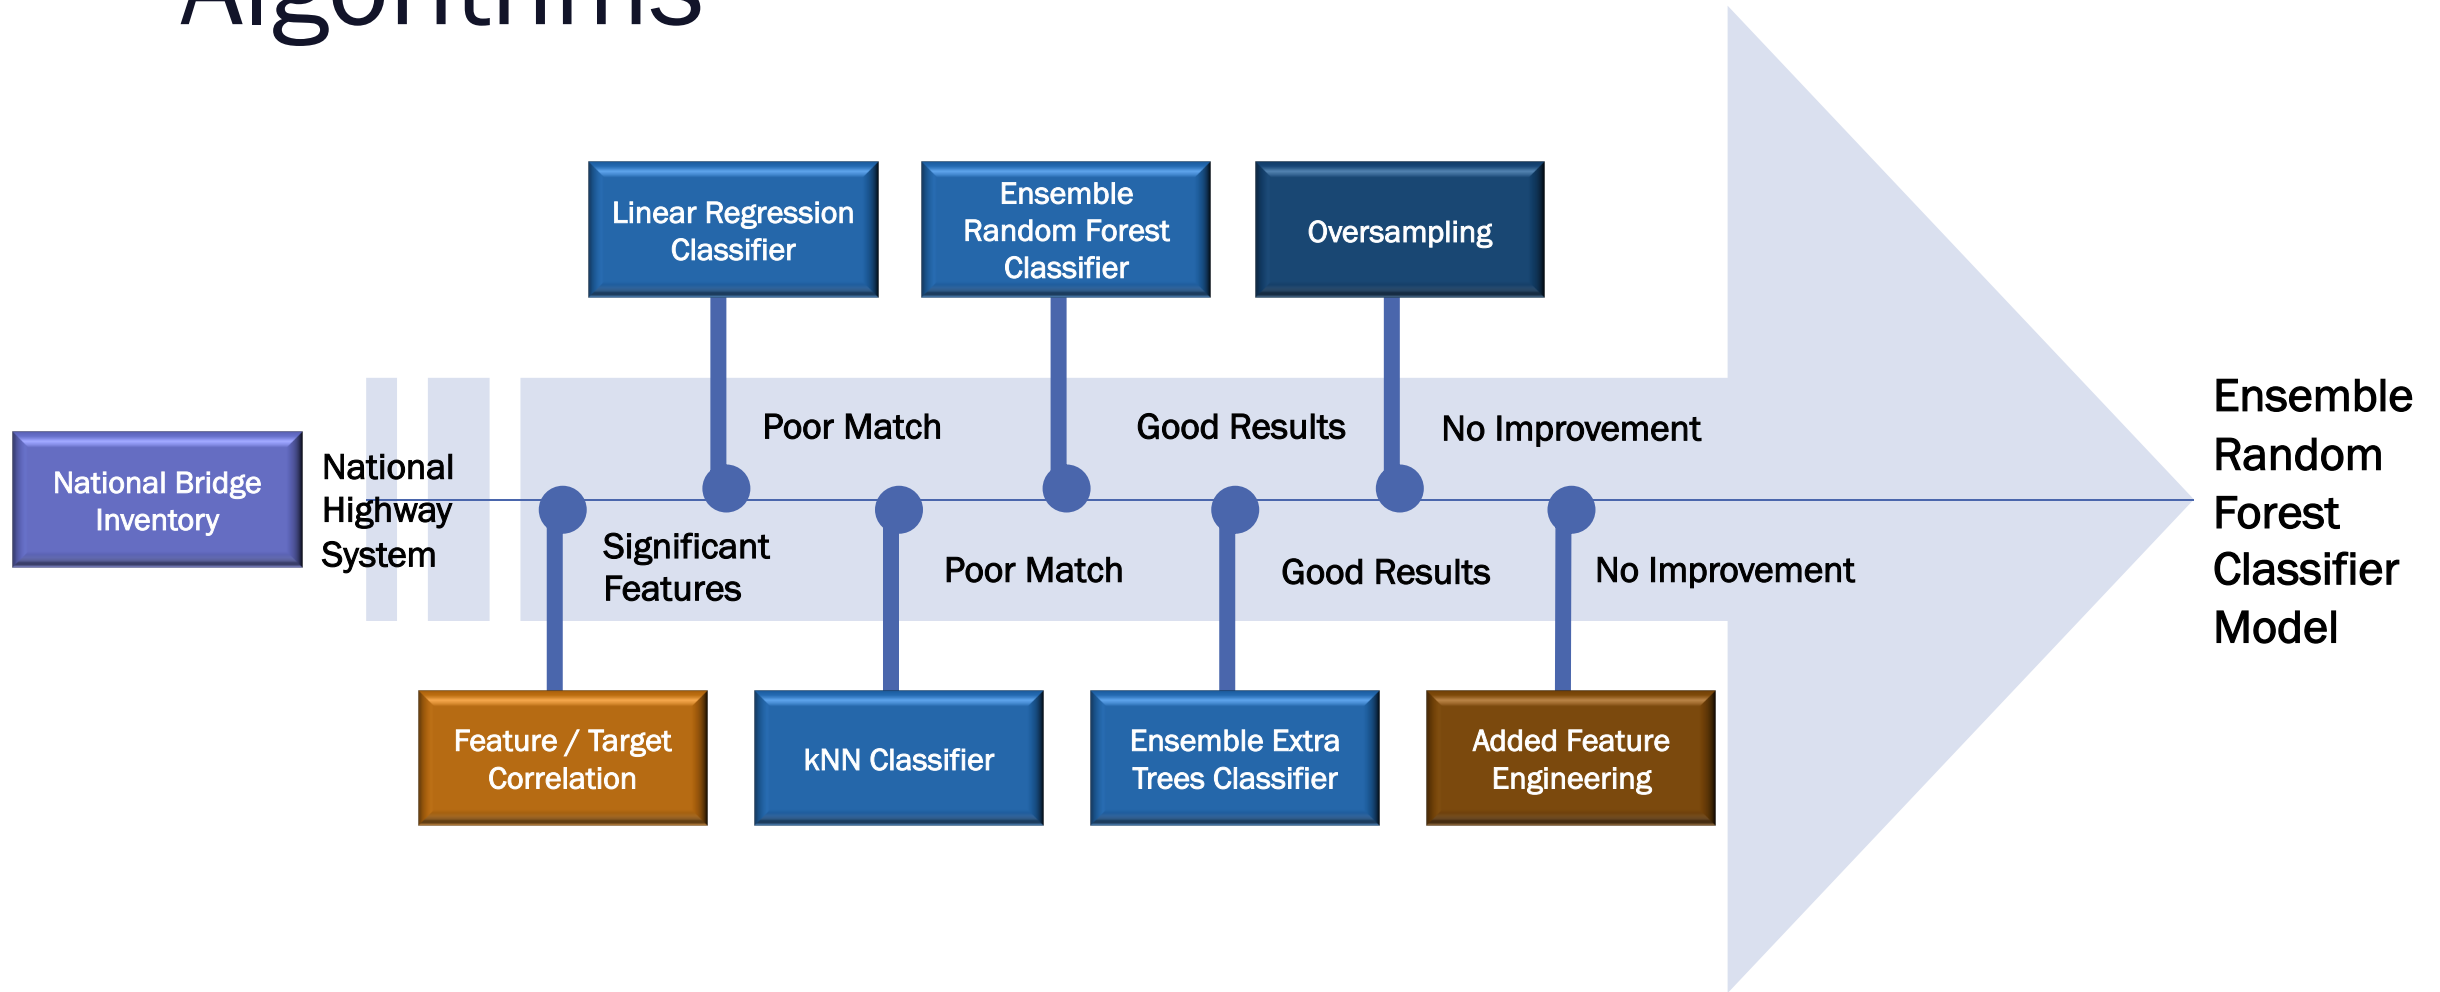 Algorithms
Linear Regression
Classifier
Ensemble
Random Forest
Classifier
Oversampling
Poor Match
Good Results
No Improvement
National Bridge
Inventory
National
Highway
System
Significant
Features
Poor Match
Good Results
No Improvement
Ensemble
Random
Forest
Classifier
Model
Feature / Target
Correlation
kNN Classifier
Ensemble Extra
Trees Classifier
Added Feature
Engineering